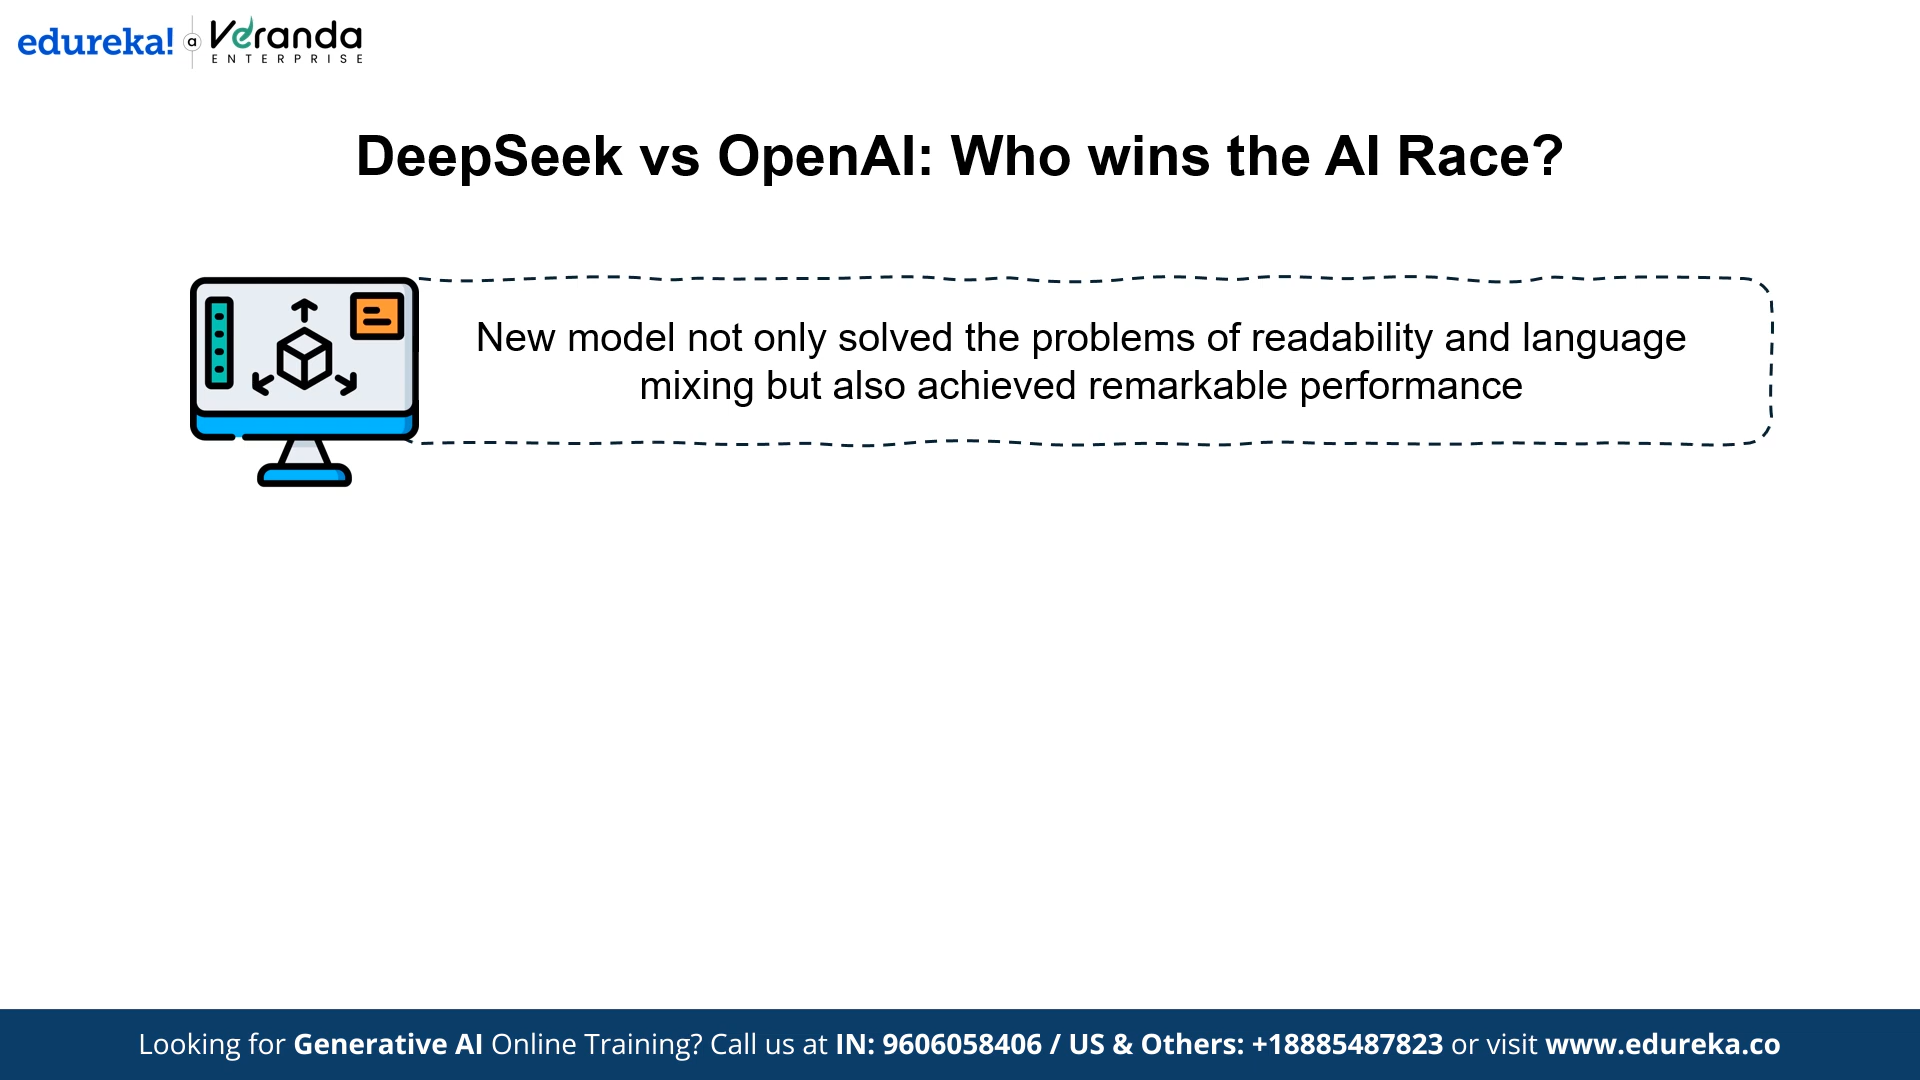 edureka! a Veranda
ENTERPRISE
DeepSeek vs OpenAI: Who wins the AI Race?
New model not only solved the problems of readability and language
mixing but also achieved remarkable performance
Looking for Generative AI Online Training? Call us at IN: 9606058406 / US & Others: +18885487823 or visit www.edureka.co